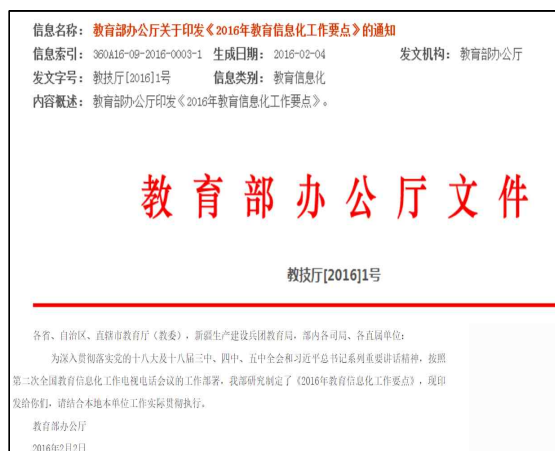 信息名称： 教育部办公厅关于印发《2016年教育信息化工作要点》的通知
信息索引： 360A16-09-2016-0003-1 生成日期： 2016-02-04 发文机构： 教育部办公厅
发文字号： 教技厅[2016]1号 信息类别： 教育信息化
内容概述： 教育部办公厅印发《2016年教育信息化工作要点》。
教育部办公厅文件
教技厅[2016]1号
各省、自治区、直辖市教育厅（教委），新疆生产建设兵团教育局，部内各司局、各直属单位：
为深入贯彻落实党的十八大及十八届三中、四中、五中全会和习近平总书记系列重要讲话精神，按照
第二次全国教育信息化工作电视电话会议的工作部署，我部研究制定了《2016年教育信息化工作要点》，现印
发给你们，请结合本地本单位工作实际贯彻执行。
教育部办公厅
2016年2月2日